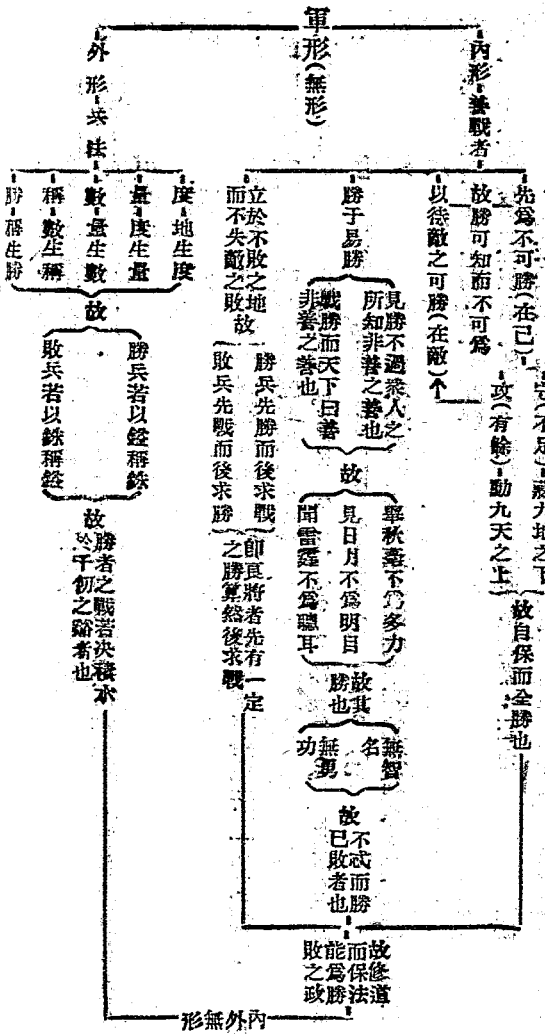 軍形(無形)
內形 善戰者
先爲不可勝(在己)
守(不足) 藏九地之下
攻(有餘) 動九天之上
故自保而全勝也
故勝可知而不可爲
以待敵之可勝(在敵)
勝于易勝
見勝不過衆人之
所知非善之善也
戰勝而天下曰善
非善之善也
故
舉秋毫不爲多力
見日月不爲明目
聞雷霆不爲聰耳
故其
勝也
無智
名
無勇
功
故
不忒而勝
已敗者也
立於不敗之地
而不失敵之敗
故
勝兵先勝而後求戰
敗兵先戰而後求勝
卽良將者先有一定
之勝算然後求戰
故修道
而保法
能爲勝
敗之政
外形 兵法
度 地生度
量 度生量
數 量生數
稱 數生稱
勝 稱生勝
故
勝兵若以鎰稱銖
敗兵若以銖稱鎰
故
勝者之戰若決積水
於千仞之谿者也
內外無形